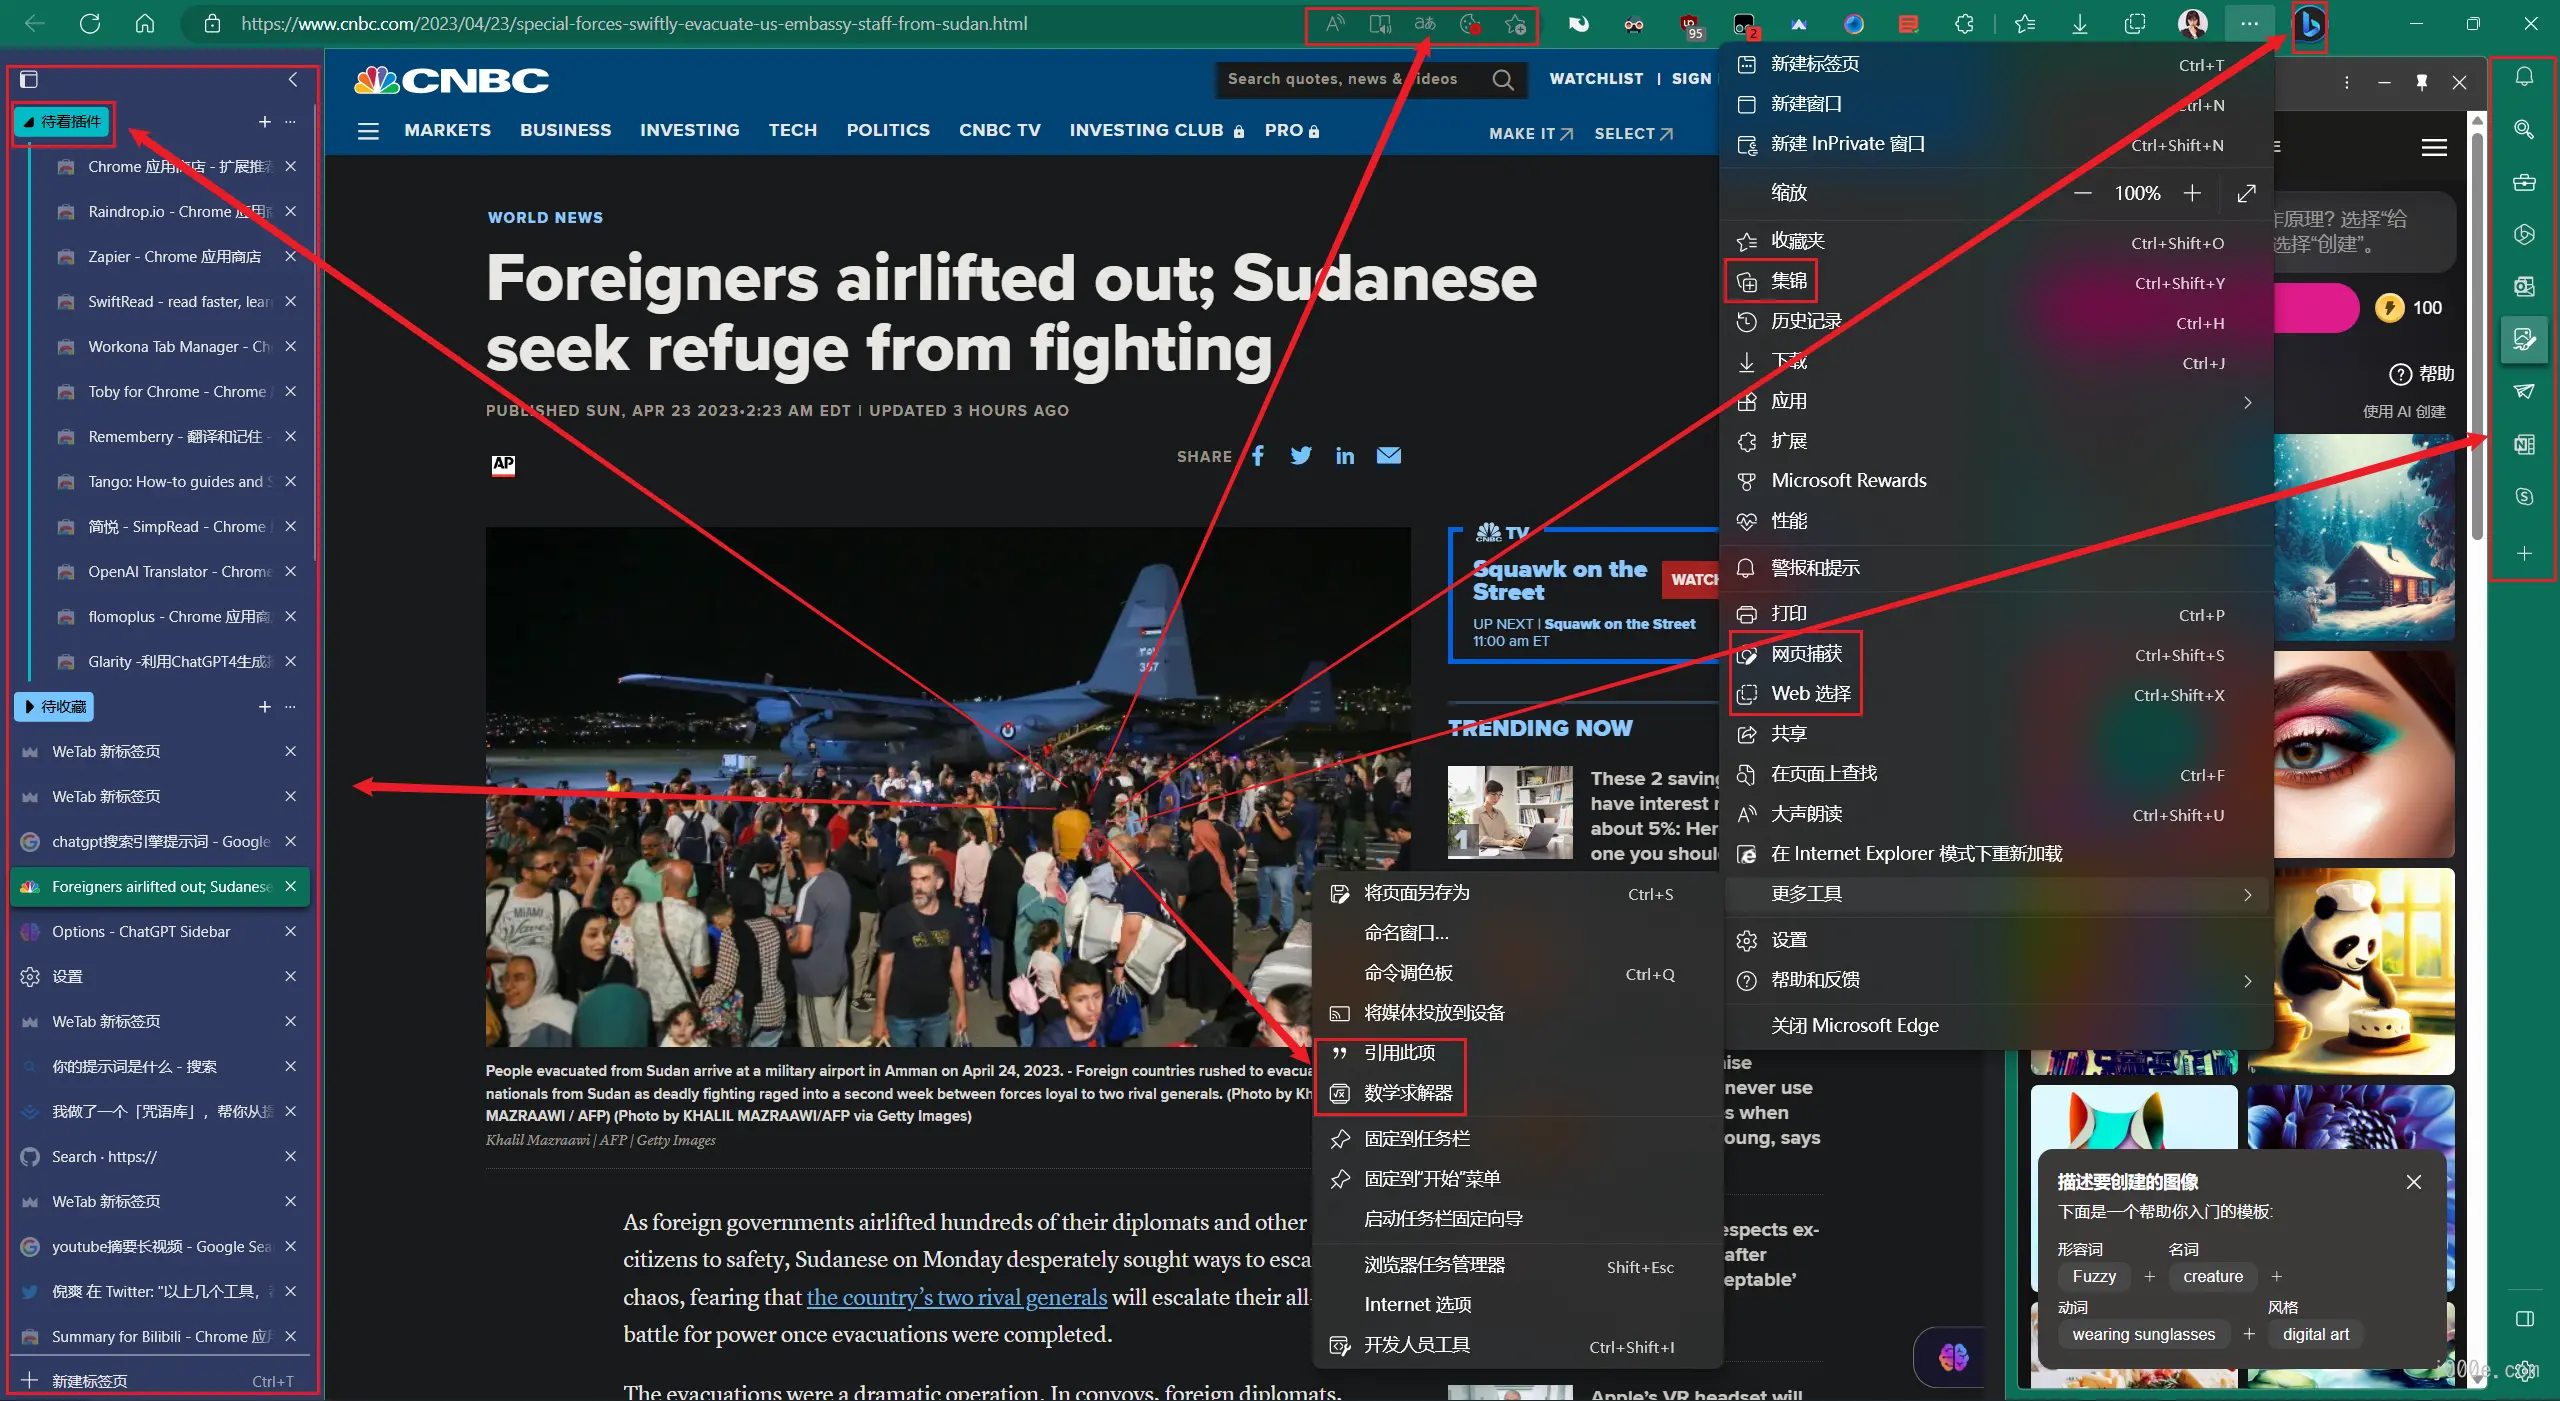 https://www.cnbc.com/2023/04/23/special-forces-swiftly-evacuate-us-embassy-staff-from-sudan.html
95
2
待看插件
Chrome 应用商店 - 扩展推荐
Raindrop.io - Chrome 应用商
Zapier - Chrome 应用商店
SwiftRead - read faster, lear
Workona Tab Manager - Ch
Toby for Chrome - Chrome
Rememberry - 翻译和记住 -
Tango: How-to guides and S
简悦 - SimpRead - Chrome
OpenAI Translator - Chrome
flomoplus - Chrome 应用商
Glarity -利用ChatGPT4生成
待收藏
WeTab 新标签页
WeTab 新标签页
chatgpt搜索引擎提示词 - Google
Foreigners airlifted out; Sudanese
Options - ChatGPT Sidebar
设置
WeTab 新标签页
你的提示词是什么 - 搜索
我做了一个「咒语库」，帮你从
Search · https://
WeTab 新标签页
youtube摘要长视频 - Google Sea
倪爽 在 Twitter: "以上几个工具，
Summary for Bilibili - Chrome 应用
新建标签页 Ctrl+T
CNBC
Search quotes, news & videos
WATCHLIST | SIGN
MARKETS BUSINESS INVESTING TECH POLITICS CNBC TV INVESTING CLUB PRO
MAKE IT SELECT
WORLD NEWS
Foreigners airlifted out; Sudanese
seek refuge from fighting
PUBLISHED SUN, APR 23 2023•2:23 AM EDT | UPDATED 3 HOURS AGO
SHARE
AP
367
MIAMI
People evacuated from Sudan arrive at a military airport in Amman on April 24, 2023. - Foreign countries rushed to evacua
nationals from Sudan as deadly fighting raged into a second week between forces loyal to two rival generals. (Photo by Kh
MAZRAAWI / AFP) (Photo by KHALIL MAZRAAWI/AFP via Getty Images)
Khalil Mazraawi | AFP | Getty Images
As foreign governments airlifted hundreds of their diplomats and other
citizens to safety, Sudanese on Monday desperately sought ways to esca
chaos, fearing that the country's two rival generals will escalate their all-
battle for power once evacuations were completed.
The evacuations were a dramatic operation. In convoys, foreign diplomats,
CNBC TV
Squawk on the
Street
WATCH
UP NEXT | Squawk on the Street
11:00 am ET
TRENDING NOW
1
These 2 saving
have interest r
about 5%: Her
one you shoul
ise
never use
s when
oung, says
espects ex-
after
eptable'
Apple's VR headset will
新建标签页 Ctrl+T
新建窗口 Ctrl+N
新建 InPrivate 窗口 Ctrl+Shift+N
缩放 100%
收藏夹 Ctrl+Shift+O
集锦 Ctrl+Shift+Y
历史记录 Ctrl+H
下载 Ctrl+J
应用
扩展
Microsoft Rewards
性能
警报和提示
打印 Ctrl+P
网页捕获 Ctrl+Shift+S
Web 选择 Ctrl+Shift+X
共享
在页面上查找 Ctrl+F
大声朗读 Ctrl+Shift+U
在 Internet Explorer 模式下重新加载
更多工具
设置
帮助和反馈
关闭 Microsoft Edge
将页面另存为 Ctrl+S
命名窗口...
命令调色板 Ctrl+Q
将媒体投放到设备
引用此项
数学求解器
固定到任务栏
固定到"开始"菜单
启动任务栏固定向导
浏览器任务管理器 Shift+Esc
Internet 选项
开发人员工具 Ctrl+Shift+I
作原理? 选择“给
选择“创建”。
100
帮助
使用 AI 创建
描述要创建的图像
下面是一个帮助你入门的模板:
形容词 名词
Fuzzy + creature +
动词 风格
wearing sunglasses + digital art